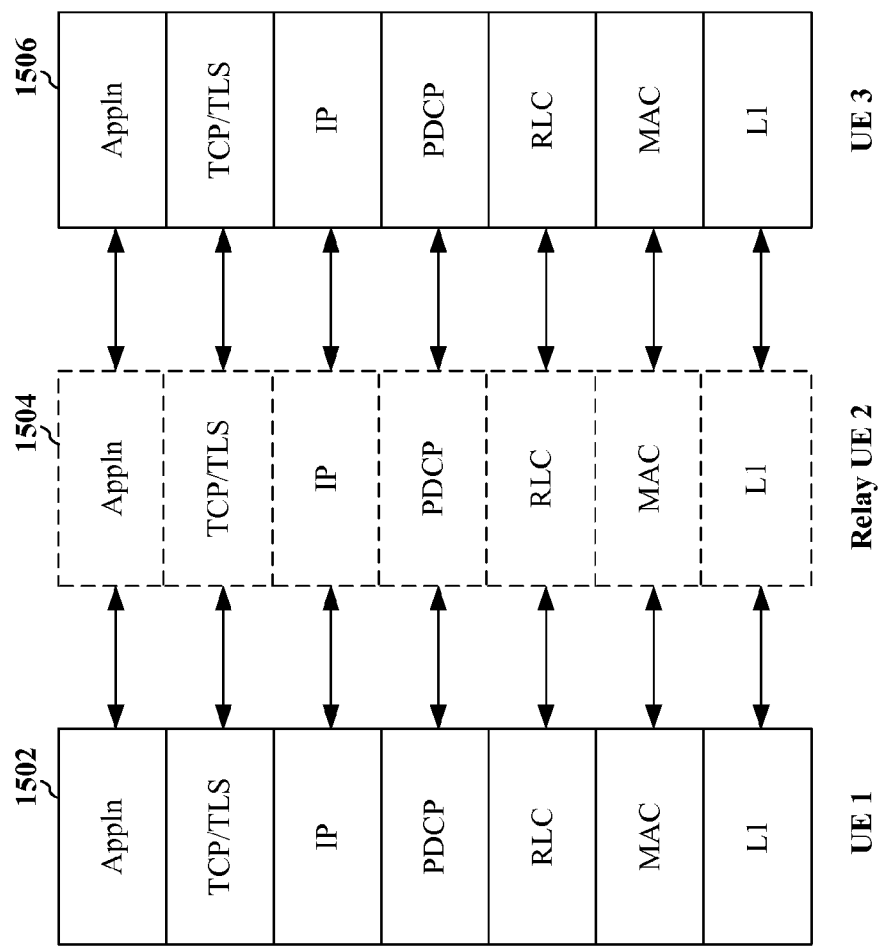 1502
Appln
TCP/TLS
IP
PDCP
RLC
MAC
L1
UE 1
1504
Appln
TCP/TLS
IP
PDCP
RLC
MAC
L1
Relay UE 2
1506
Appln
TCP/TLS
IP
PDCP
RLC
MAC
L1
UE 3